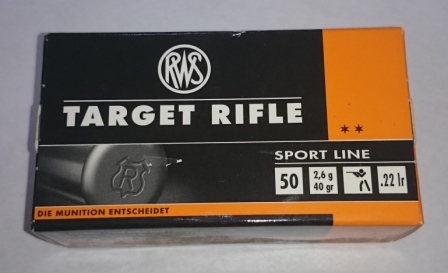 RWS
TARGET RIFLE
**
SPORT LINE
50
2,6 g
40 gr
.22 lr
R
DIE MUNITION ENTSCHEIDET